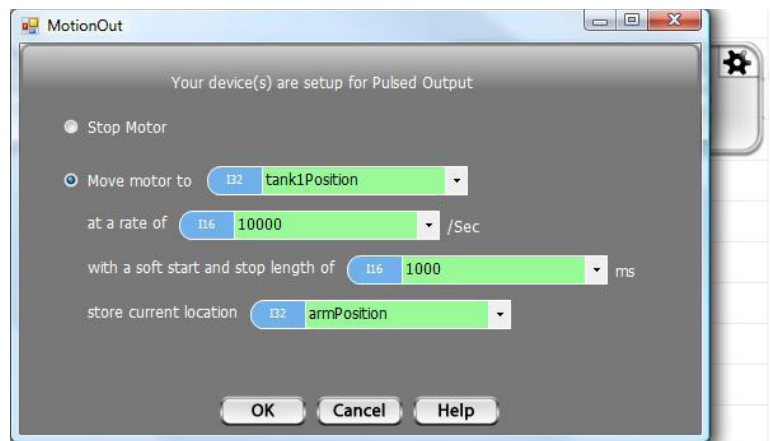 MotionOut
Your device(s) are setup for Pulsed Output
Stop Motor
Move motor to I32 tank1Position
at a rate of I16 10000 /Sec
with a soft start and stop length of I16 1000 ms
store current location I32 armPosition
OK Cancel Help